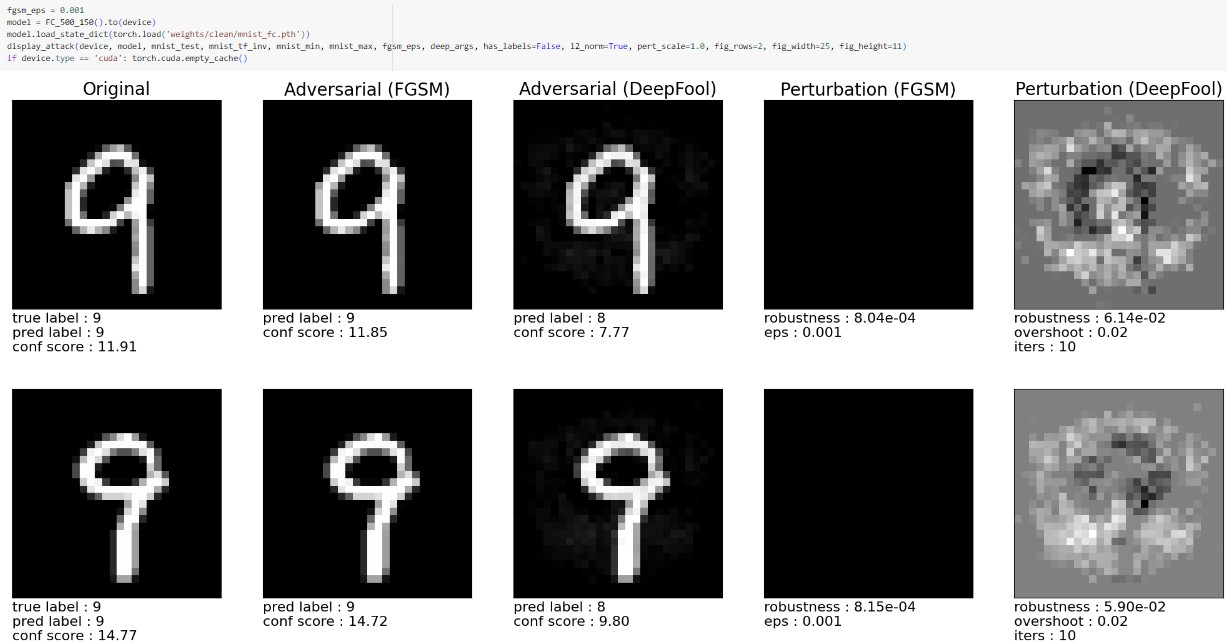 fgsm_eps = 0.001
model = FC_500_150().to(device)
model.load_state_dict(torch.load('weights/clean/mnist_fc.pth'))
display_attack(device, model, mnist_test, mnist_tf_inv, mnist_min, mnist_max, fgsm_eps, deep_args, has_labels=False, l2_norm=True, pert_scale=1.0, fig_rows=2, fig_width=25, fig_height=11)
if device.type == 'cuda': torch.cuda.empty_cache()
Original
Adversarial (FGSM)
Adversarial (DeepFool)
Perturbation (FGSM)
Perturbation (DeepFool)
true label : 9
pred label : 9
conf score : 11.91
pred label : 9
conf score : 11.85
pred label : 8
conf score : 7.77
robustness : 8.04e-04
eps : 0.001
robustness : 6.14e-02
overshoot : 0.02
iters : 10
true label : 9
pred label : 9
conf score : 14.77
pred label : 9
conf score : 14.72
pred label : 8
conf score : 9.80
robustness : 8.15e-04
eps : 0.001
robustness : 5.90e-02
overshoot : 0.02
iters : 10